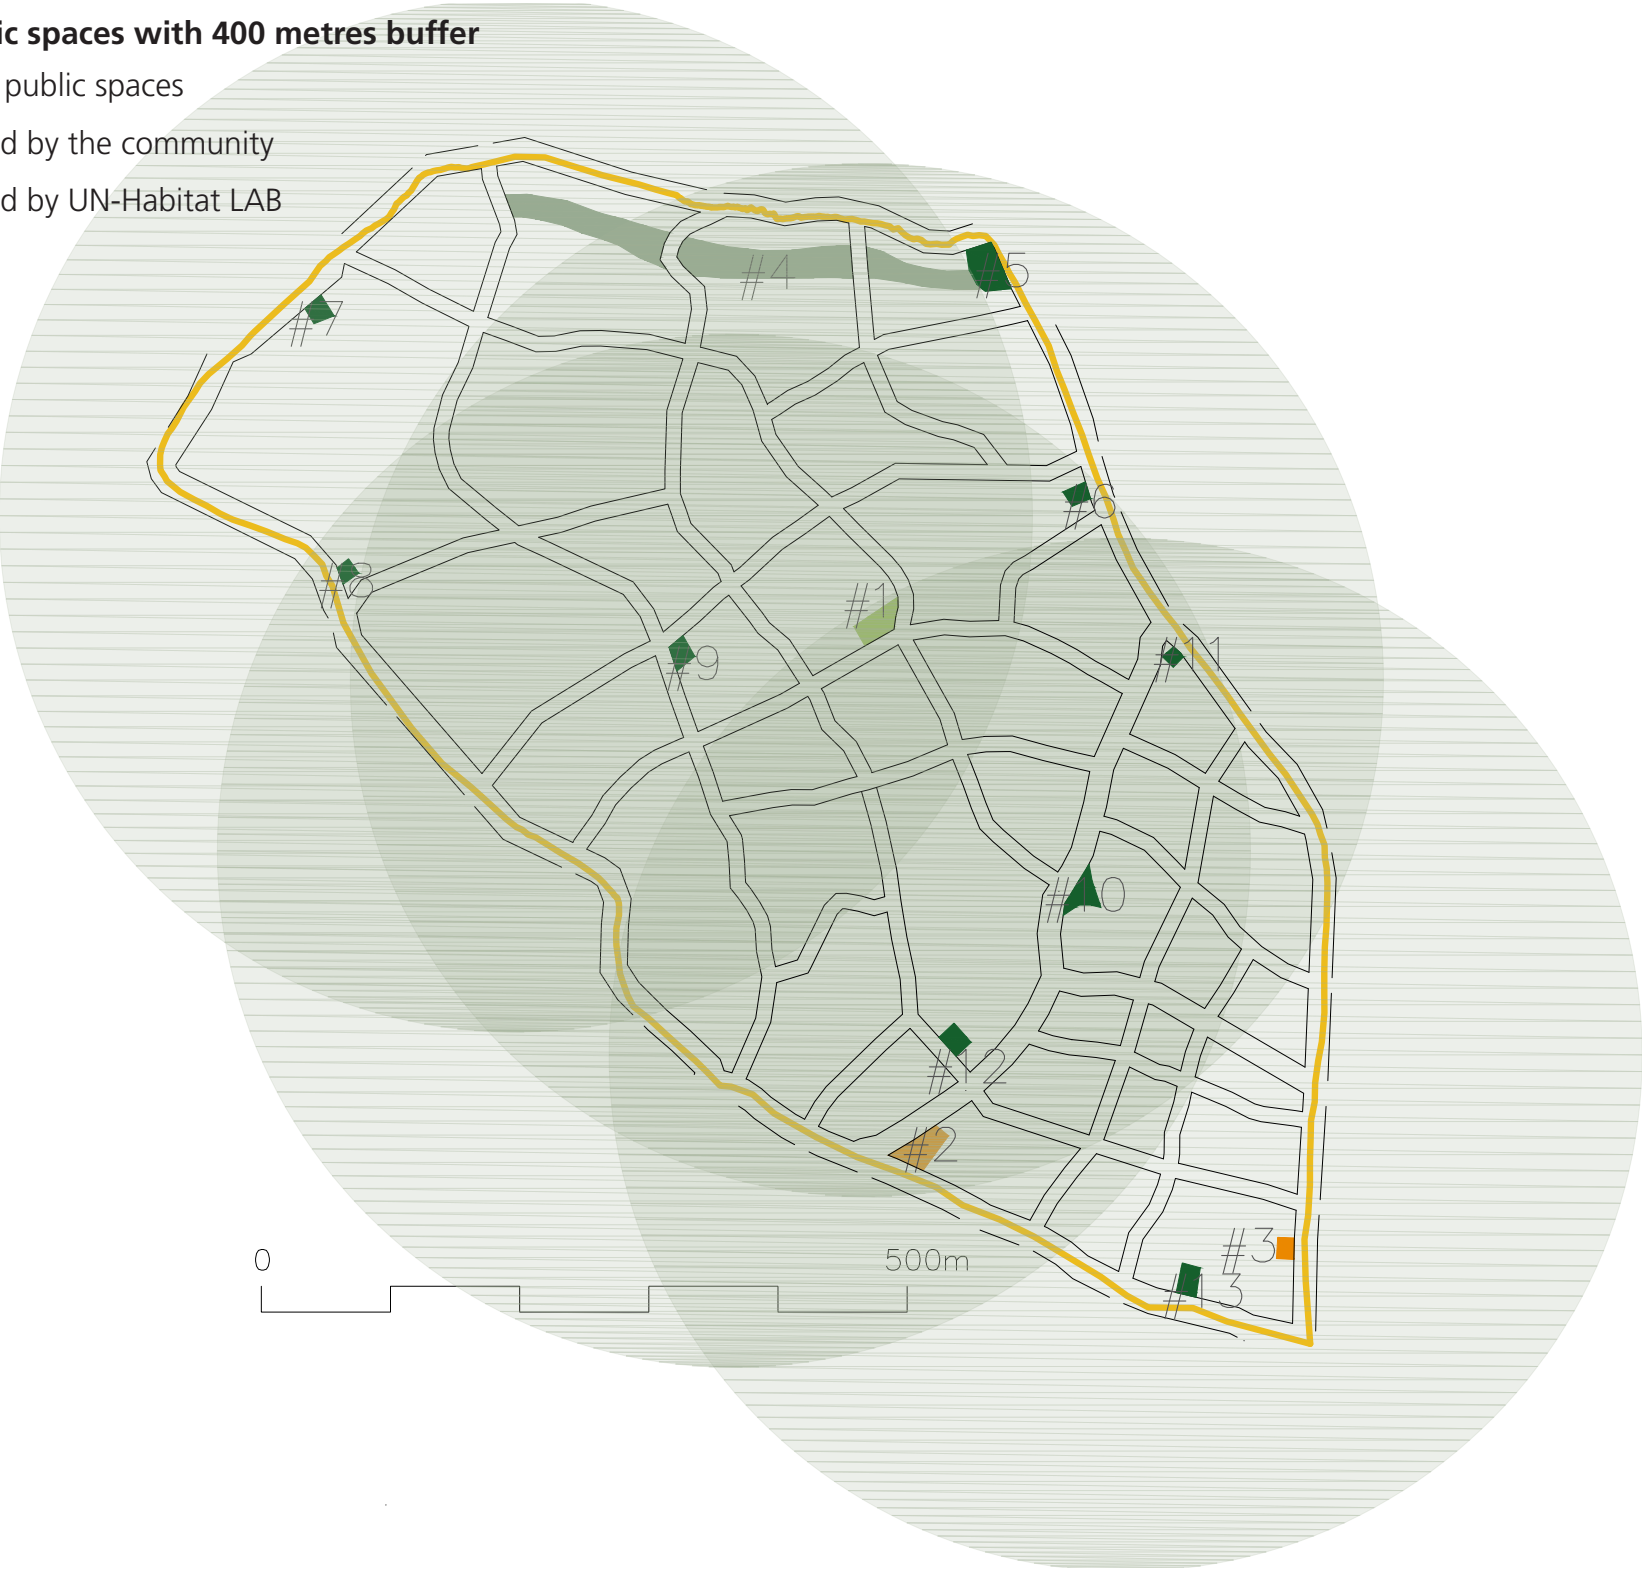 ic spaces with 400 metres buffer
public spaces
d by the community
d by UN-Habitat LAB
#4
#5
#7
#6
#8
#1
#9
#11
#10
#12
#2
#3
#13
0
500m